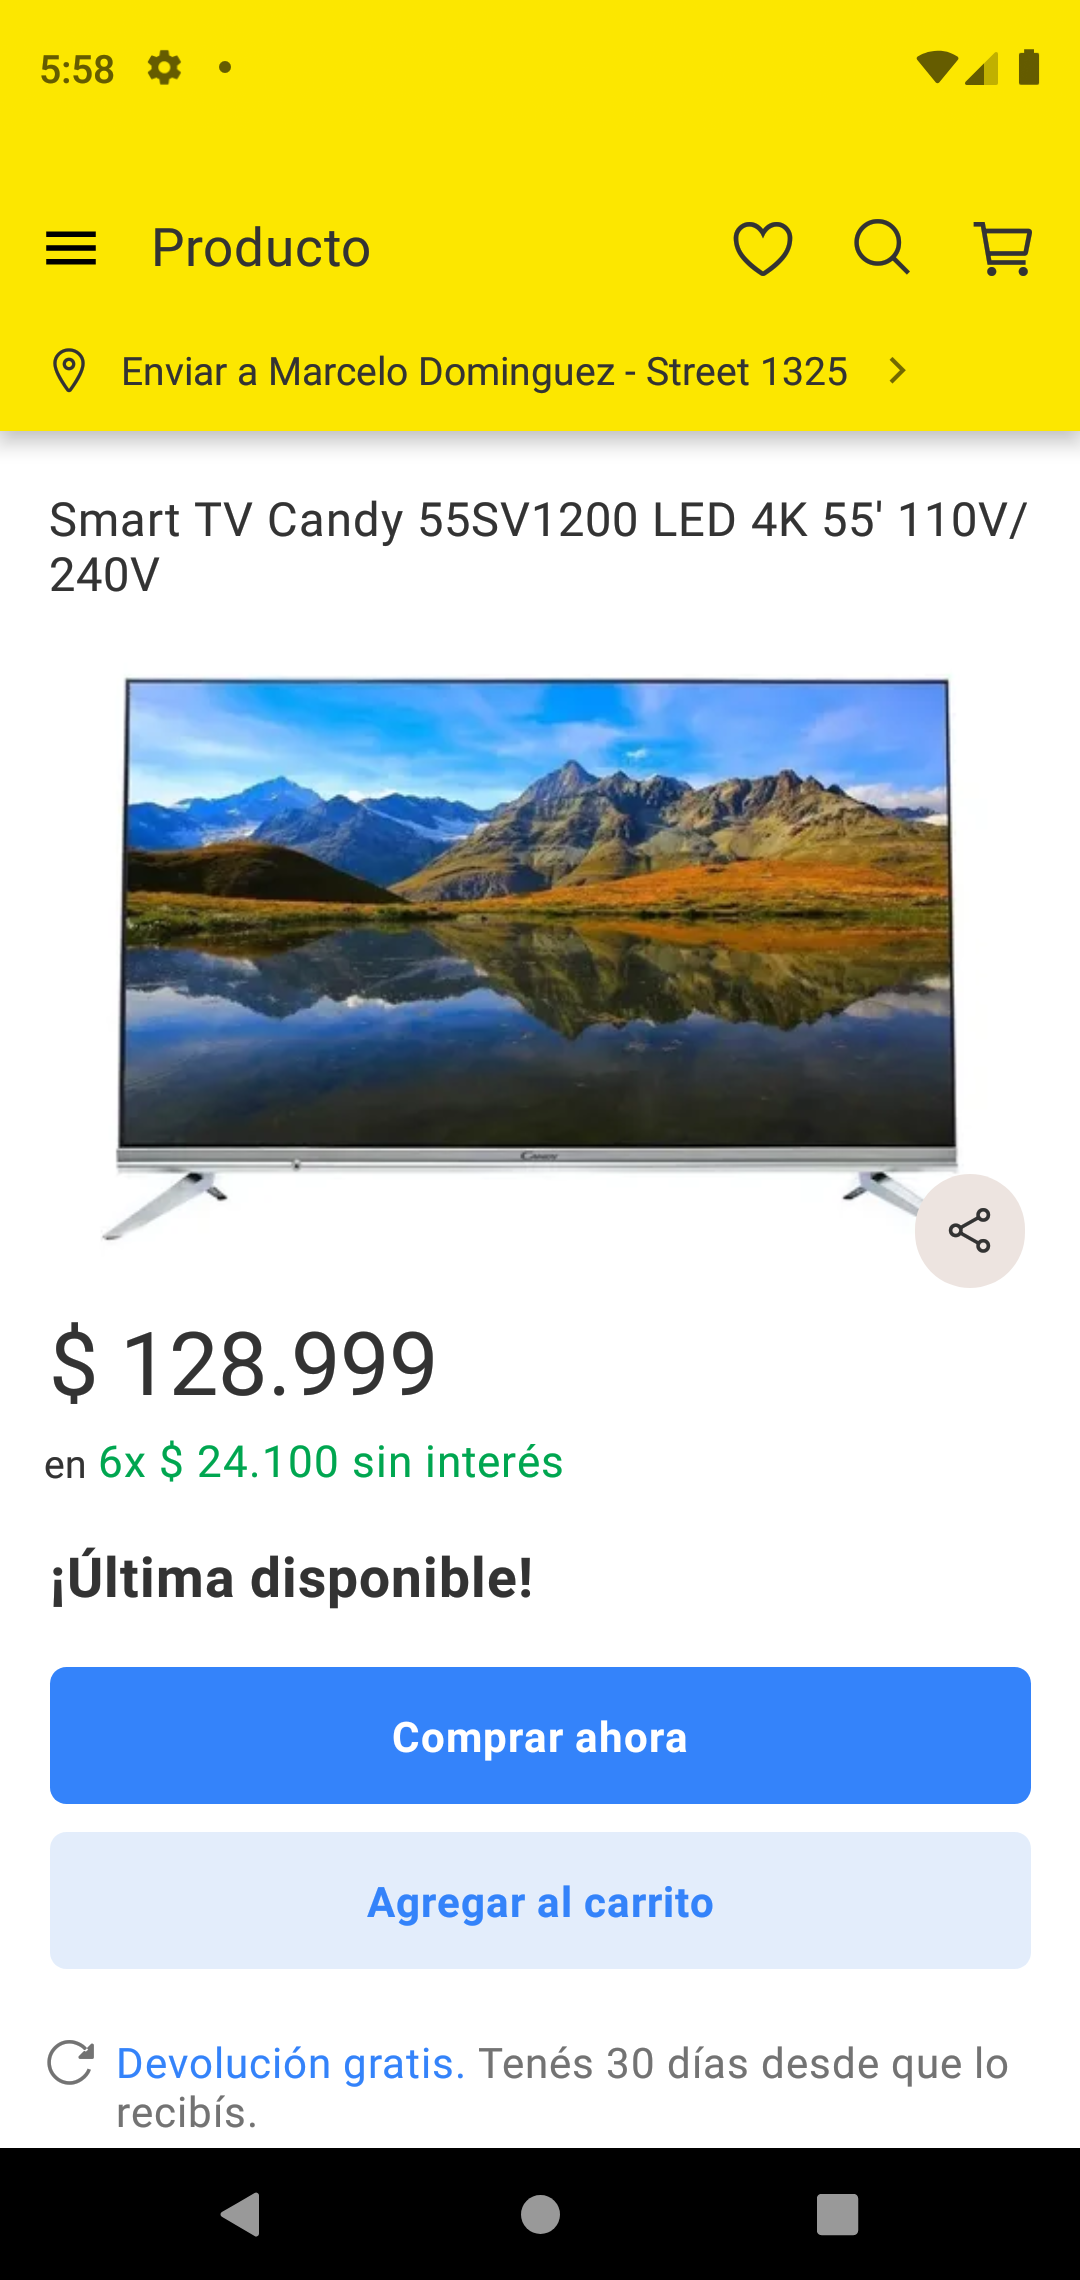 5:58
Producto
Enviar a Marcelo Dominguez - Street 1325
Smart TV Candy 55SV1200 LED 4K 55' 110V/
240V
CANDY
$ 128.999
en 6x $ 24.100 sin interés
¡Última disponible!
Comprar ahora
Agregar al carrito
Devolución gratis. Tenés 30 días desde que lo
recibís.